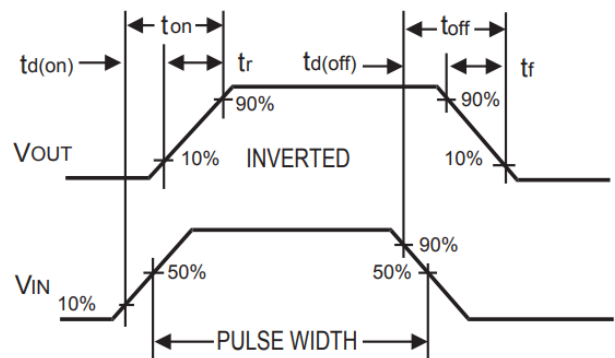 ton toff
td(on) tr td(off) tf
90% 90%
VOUT 10% INVERTED 10%
90%
50% 50%
VIN 10%
PULSE WIDTH